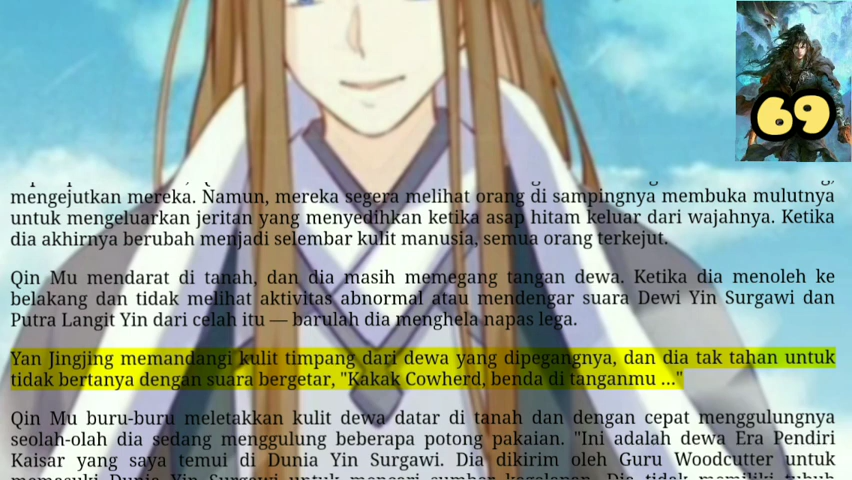 69
mengejutkan mereka. Namun, mereka segera melihat orang di sampingnya membuka mulutnya
untuk mengeluarkan jeritan yang menyedihkan ketika asap hitam keluar dari wajahnya. Ketika
dia akhirnya berubah menjadi selembar kulit manusia, semua orang terkejut.
Qin Mu mendarat di tanah, dan dia masih memegang tangan dewa. Ketika dia menoleh ke
belakang dan tidak melihat aktivitas abnormal atau mendengar suara Dewi Yin Surgawi dan
Putra Langit Yin dari celah itu — barulah dia menghela napas lega.
Yan Jingjing memandangi kulit timpang dari dewa yang dipegangnya, dan dia tak tahan untuk
tidak bertanya dengan suara bergetar, "Kakak Cowherd, benda di tanganmu ..."
Qin Mu buru-buru meletakkan kulit dewa datar di tanah dan dengan cepat menggulungnya
seolah-olah dia sedang menggulung beberapa potong pakaian. "Ini adalah dewa Era Pendiri
Kaisar yang saya temui di Dunia Yin Surgawi. Dia dikirim oleh Guru Woodcutter untuk